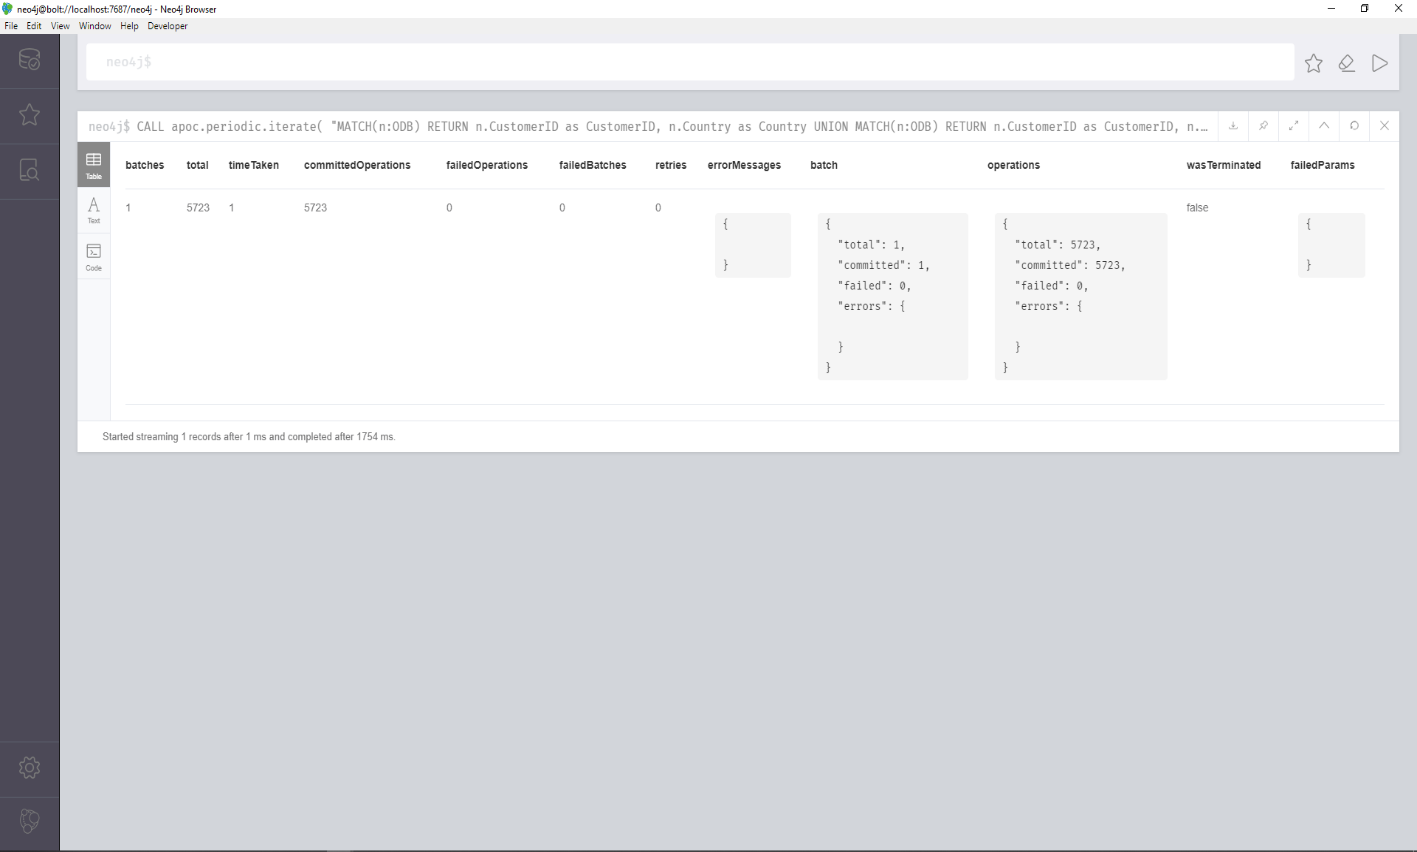 neo4j@bolt://localhost:7687/neo4j - Neo4j Browser
File Edit View Window Help Developer
neo4j$
neo4j$ CALL apoc.periodic.iterate( "MATCH(n:ODB) RETURN n.CustomerID as CustomerID, n.Country as Country UNION MATCH(n:ODB) RETURN n.CustomerID as CustomerID, n.…
Table
Text
Code
batches total timeTaken committedOperations failedOperations failedBatches retries errorMessages batch operations wasTerminated failedParams
1 5723 1 5723 0 0 0 false
{
}
{
"total": 1,
"committed": 1,
"failed": 0,
"errors": {
}
}
{
"total": 5723,
"committed": 5723,
"failed": 0,
"errors": {
}
}
{
}
Started streaming 1 records after 1 ms and completed after 1754 ms.